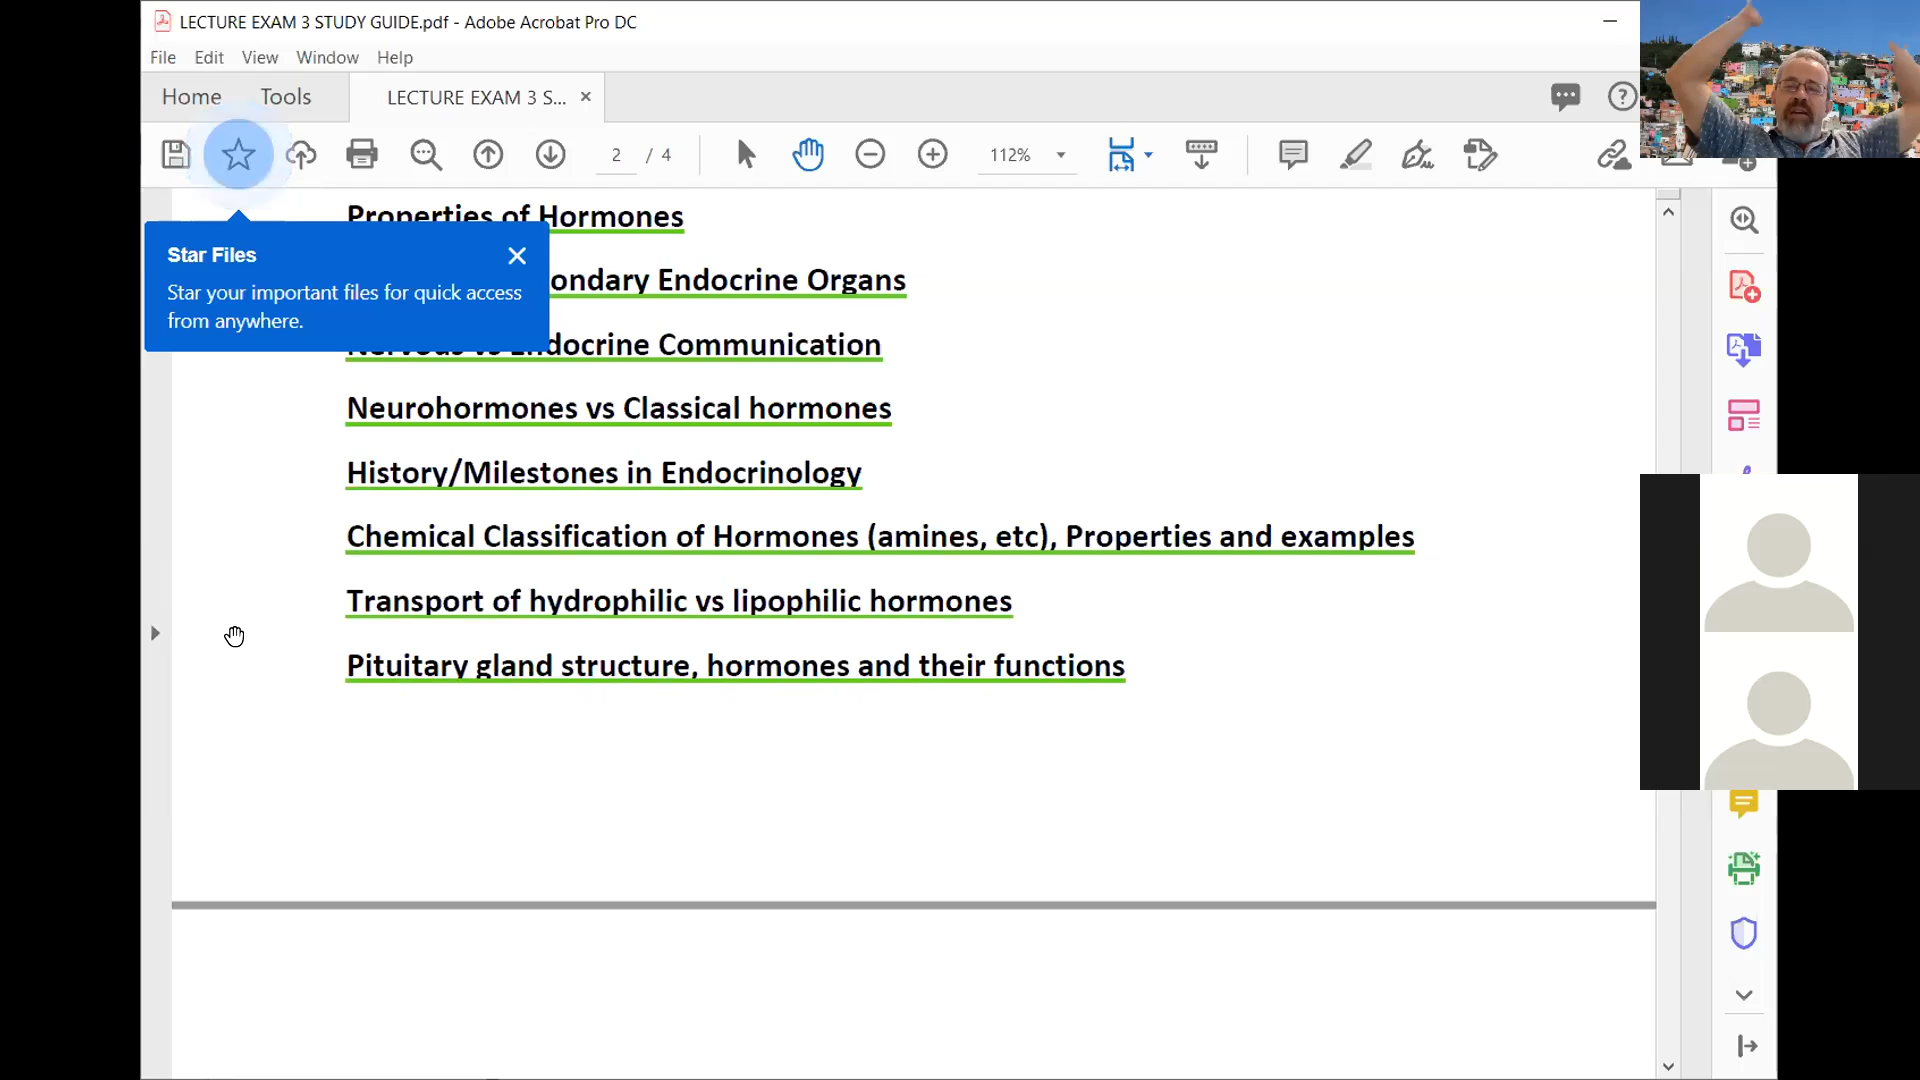 LECTURE EXAM 3 STUDY GUIDE.pdf - Adobe Acrobat Pro DC
File Edit View Window Help
Home Tools LECTURE EXAM 3 S... ×
2 / 4 112%
Properties of Hormones
Star Files
Star your important files for quick access
from anywhere.
ondary Endocrine Organs
Nervous vs Endocrine Communication
Neurohormones vs Classical hormones
History/Milestones in Endocrinology
Chemical Classification of Hormones (amines, etc), Properties and examples
Transport of hydrophilic vs lipophilic hormones
Pituitary gland structure, hormones and their functions